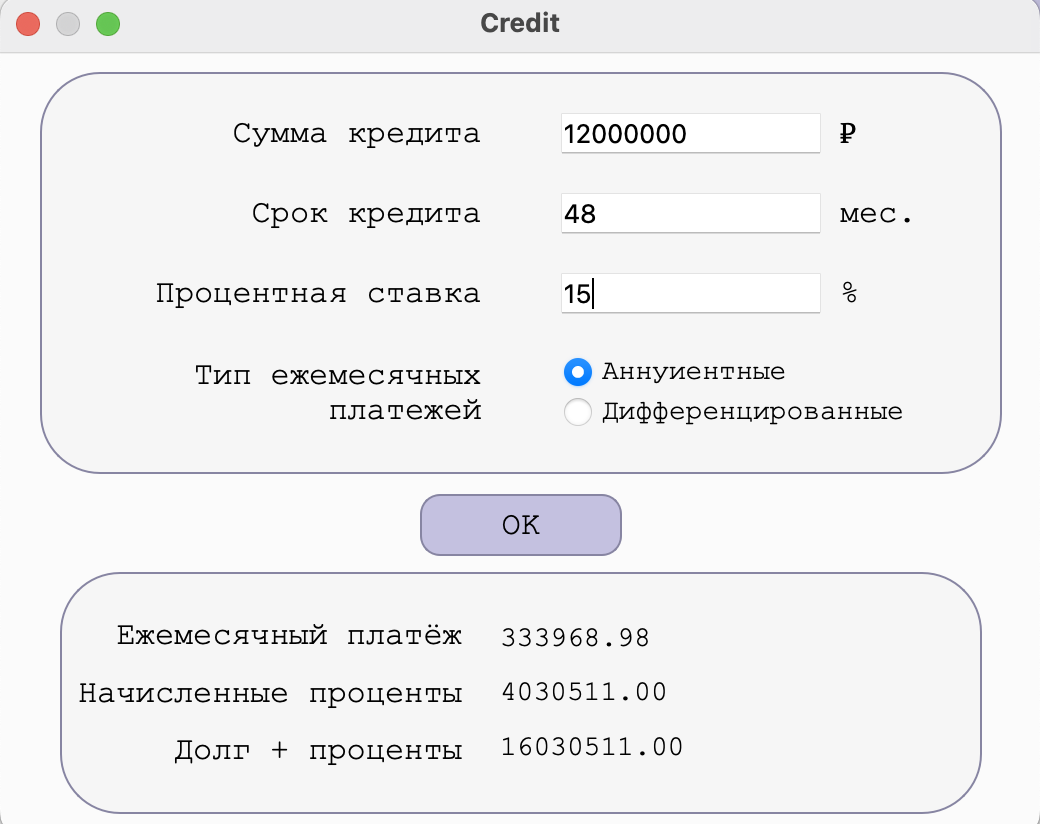 Credit
Сумма кредита 12000000 ₽
Срок кредита 48 мес.
Процентная ставка 15 %
Тип ежемесячных
платежей
Аннуиентные
Дифференцированные
OK
Ежемесячный платёж 333968.98
Начисленные проценты 4030511.00
Долг + проценты 16030511.00